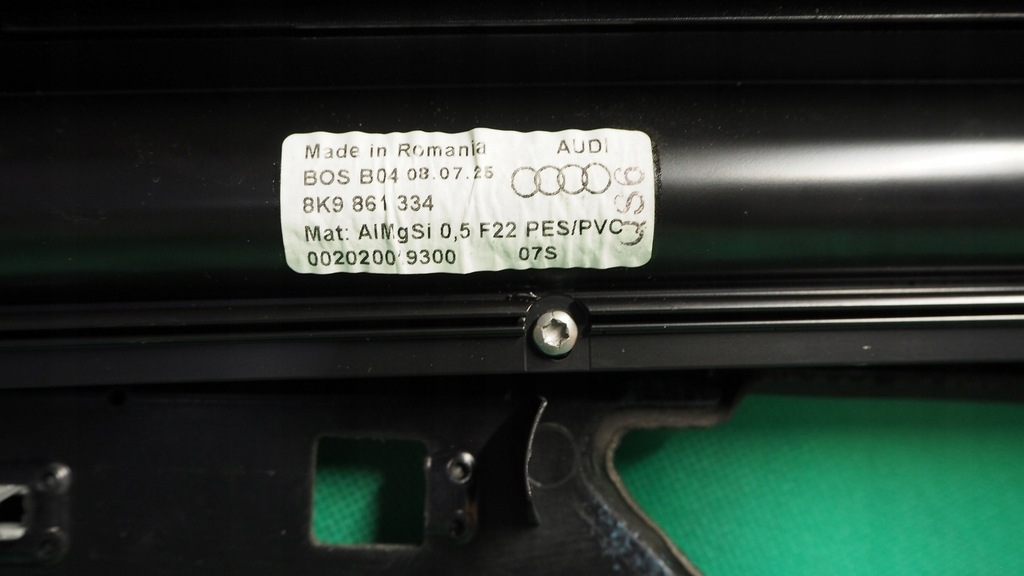 Made in Romania AUDI
BOS B04 08.07.25
8K9 861 334
Mat: AlMgSi 0,5 F22 PES/PVC
0020200 9300 07S